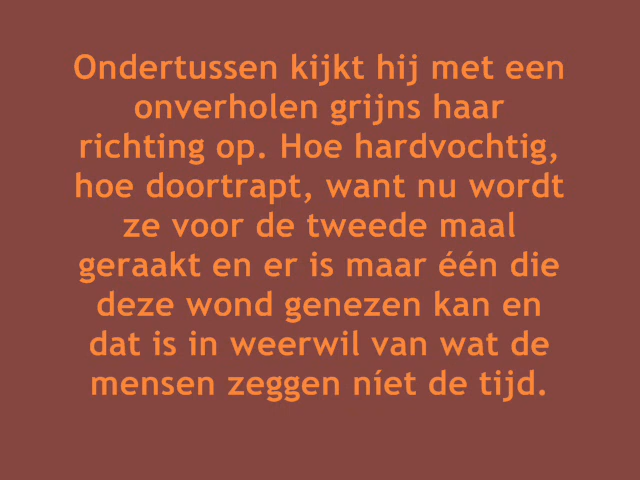 Ondertussen kijkt hij met een
onverholen grijns haar
richting op. Hoe hardvochtig,
hoe doortrapt, want nu wordt
ze voor de tweede maal
geraakt en er is maar één die
deze wond genezen kan en
dat is in weerwil van wat de
mensen zeggen níet de tijd.